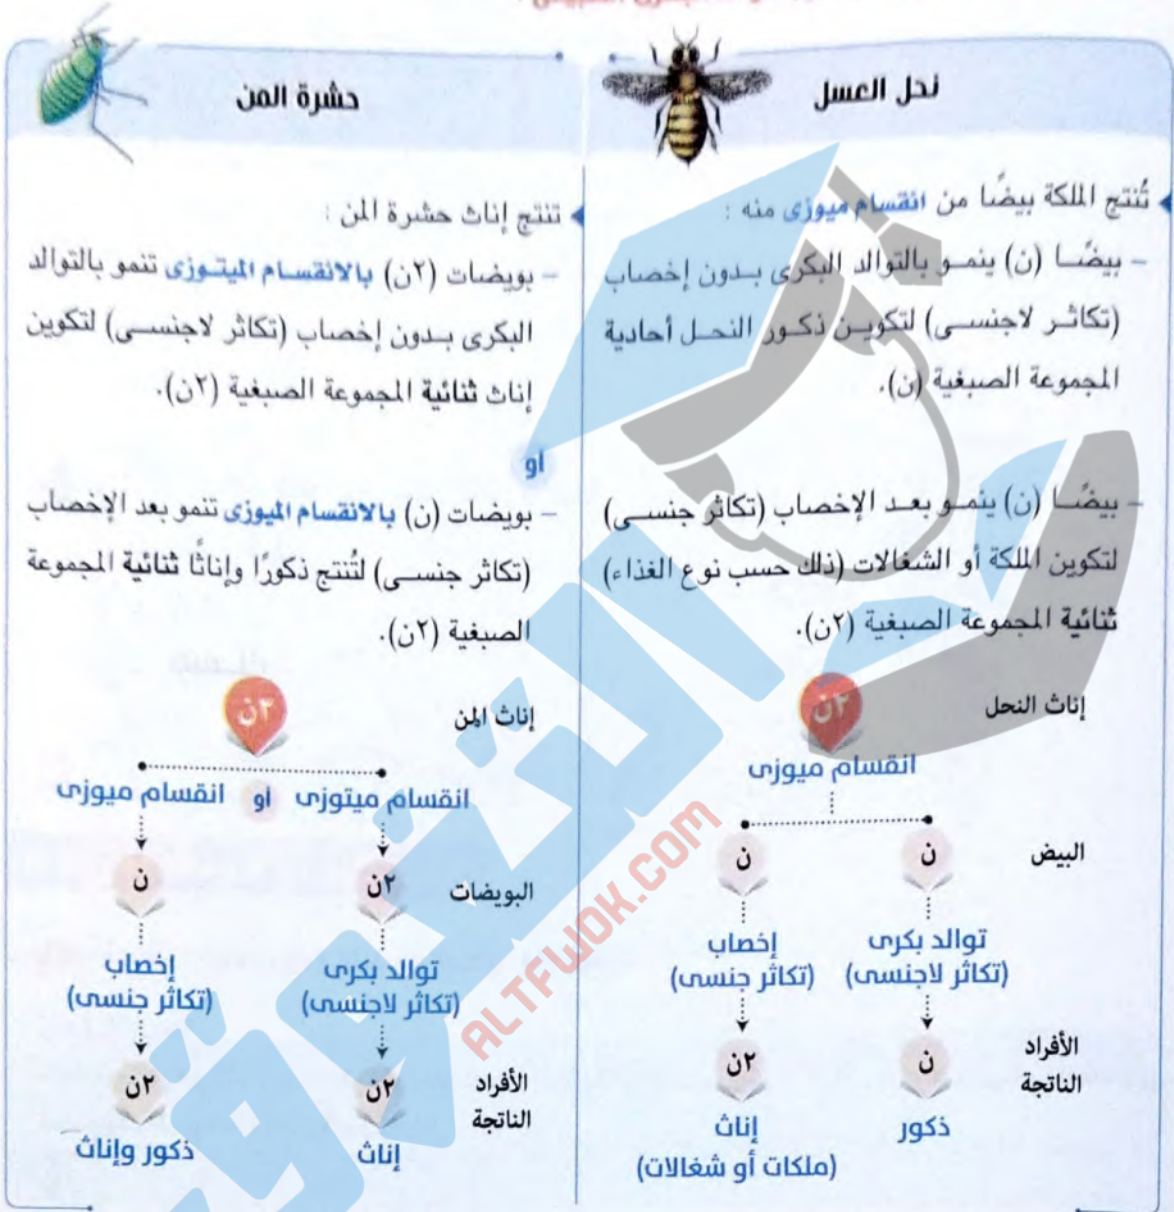 نحل العسل
تُنتج الملكة بيضًا من انقسام ميوزى منه :
– بيضًا (ن) ينمو بالتوالد البكرى بدون إخصاب
(تكاثر لاجنسى) لتكوين ذكور النحل أحادية
المجموعة الصبغية (ن).
– بيضًا (ن) ينمو بعد الإخصاب (تكاثر جنسى)
لتكوين الملكة أو الشغالات (ذلك حسب نوع الغذاء)
ثنائية المجموعة الصبغية (٢ن).
إناث النحل
٢ن
انقسام ميوزى
البيض
ن ن
توالد بكرى
(تكاثر لاجنسى)
إخصاب
(تكاثر جنسى)
الأفراد
الناتجة
ن ٢ن
ذكور
إناث
(ملكات أو شغالات)
حشرة المن
تنتج إناث حشرة المن :
– بويضات (٢ن) بالانقسام الميتوزى تنمو بالتوالد
البكرى بدون إخصاب (تكاثر لاجنسى) لتكوين
إناث ثنائية المجموعة الصبغية (٢ن).
او
– بويضات (ن) بالانقسام الميوزى تنمو بعد الإخصاب
(تكاثر جنسى) لتُنتج ذكورًا وإناثًا ثنائية المجموعة
الصبغية (٢ن).
إناث المن
٢ن
انقسام ميتوزى او انقسام ميوزى
البويضات
٢ن ن
توالد بكرى
(تكاثر لاجنسى)
إخصاب
(تكاثر جنسى)
الأفراد
الناتجة
٢ن ٢ن
إناث
ذكور وإناث
التفوق
ALTFWOK.COM